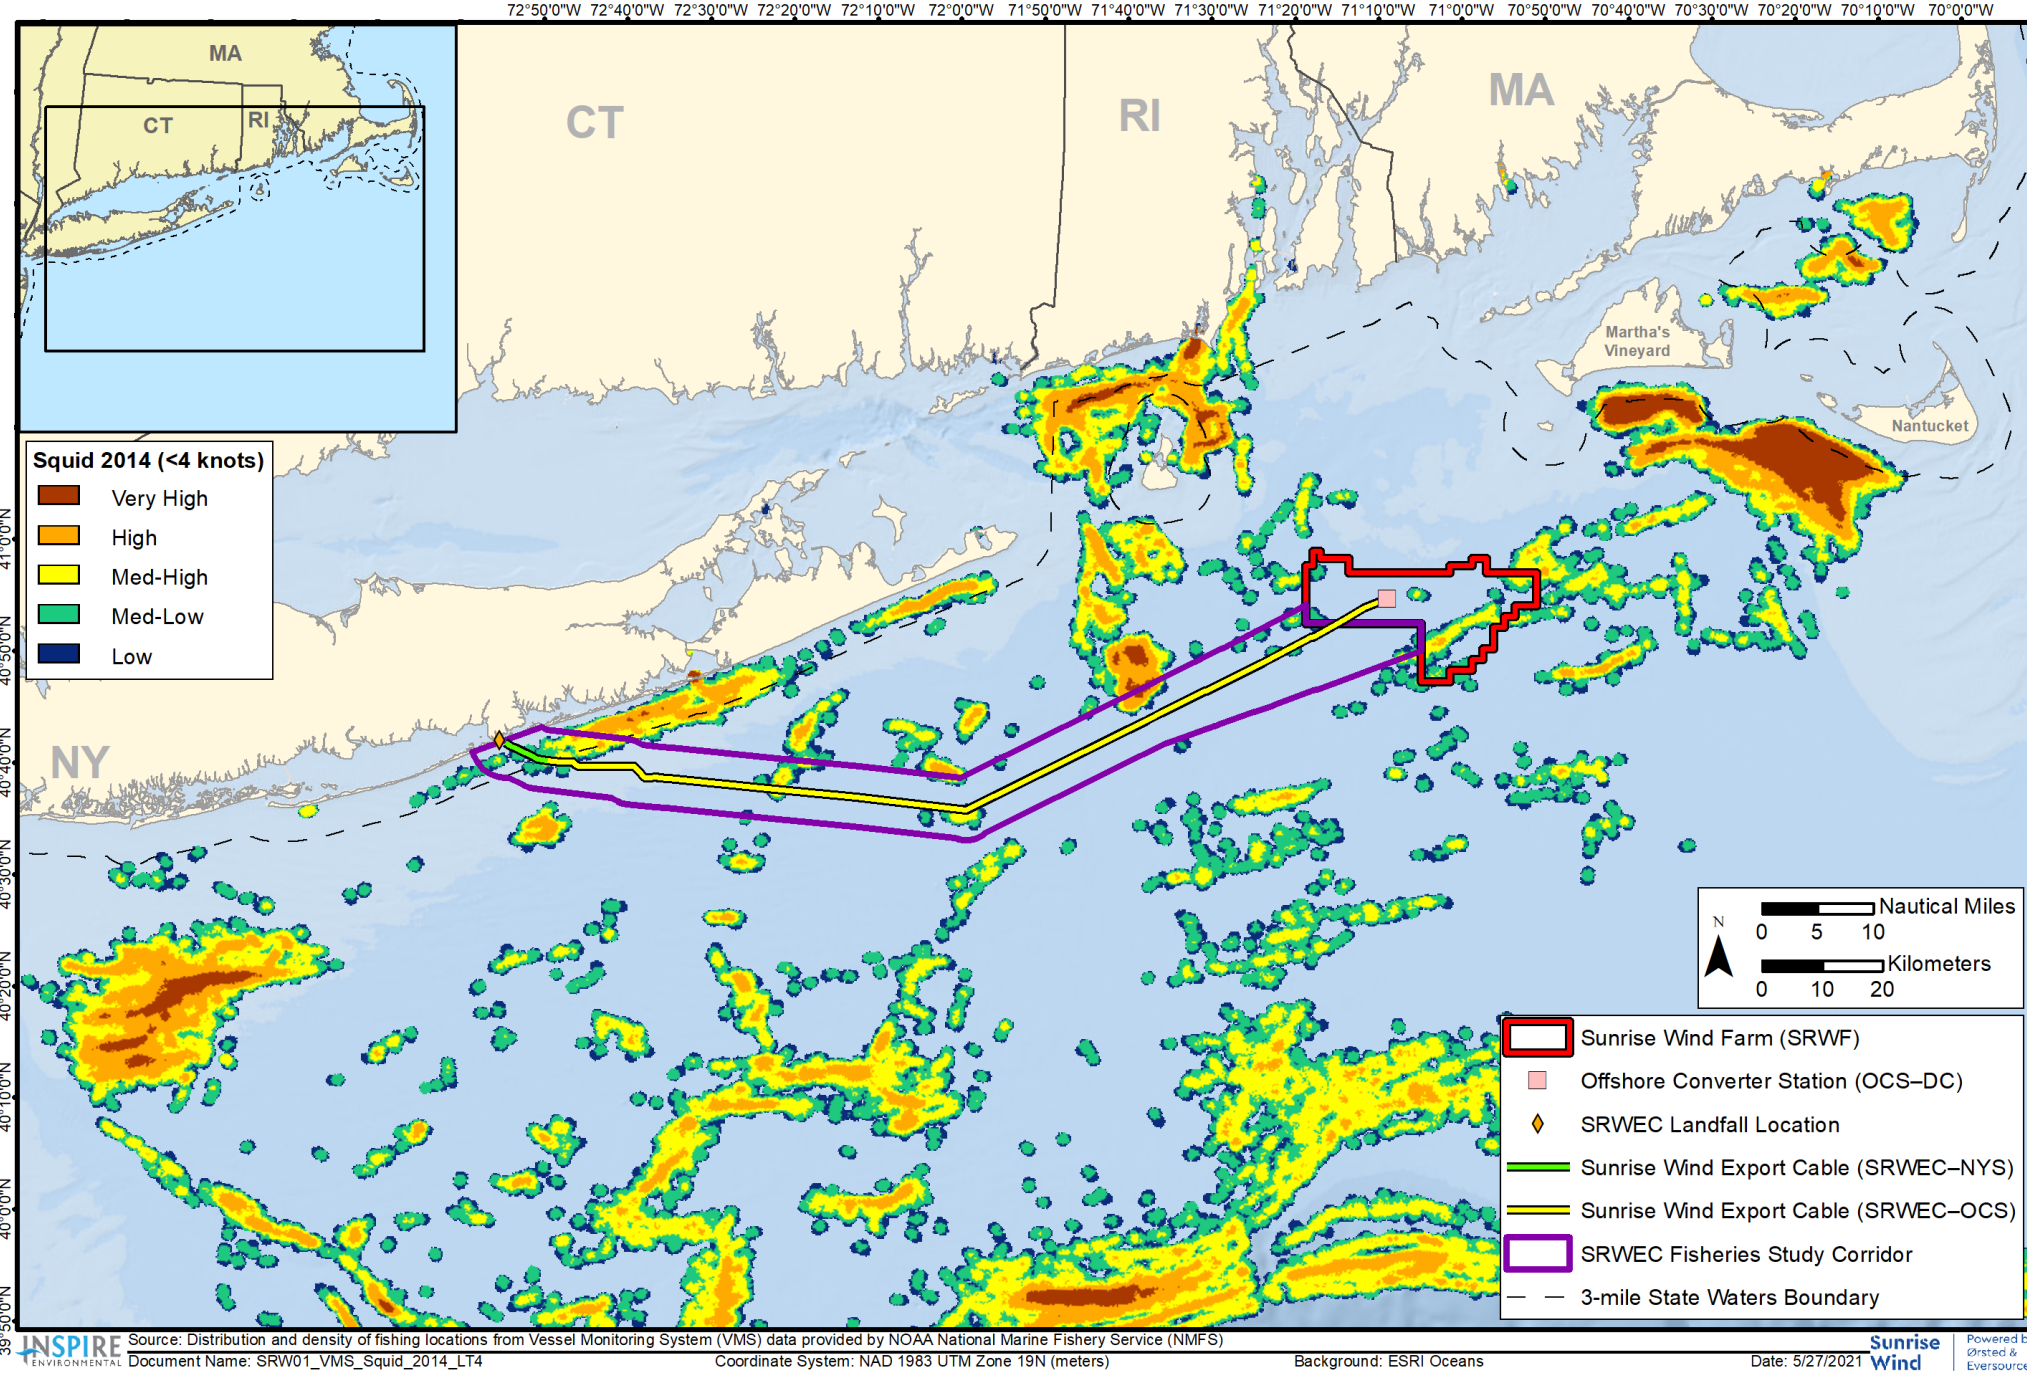 72°50'0"W 72°40'0"W 72°30'0"W 72°20'0"W 72°10'0"W 72°0'0"W 71°50'0"W 71°40'0"W 71°30'0"W 71°20'0"W 71°10'0"W 71°0'0"W 70°50'0"W 70°40'0"W 70°30'0"W 70°20'0"W 70°10'0"W 70°0'0"W
MA
CT
RI
CT
RI
MA
Martha's
Vineyard
Nantucket
NY
Squid 2014 (<4 knots)
Very High
High
Med-High
Med-Low
Low
41°0'0"N
40°50'0"N
40°40'0"N
40°30'0"N
40°20'0"N
40°10'0"N
40°0'0"N
39°50'0"N
N
Nautical Miles
0 5 10
Kilometers
0 10 20
Sunrise Wind Farm (SRWF)
Offshore Converter Station (OCS–DC)
SRWEC Landfall Location
Sunrise Wind Export Cable (SRWEC–NYS)
Sunrise Wind Export Cable (SRWEC–OCS)
SRWEC Fisheries Study Corridor
3-mile State Waters Boundary
INSPIRE
ENVIRONMENTAL
Source: Distribution and density of fishing locations from Vessel Monitoring System (VMS) data provided by NOAA National Marine Fishery Service (NMFS)
Document Name: SRW01_VMS_Squid_2014_LT4
Coordinate System: NAD 1983 UTM Zone 19N (meters)
Background: ESRI Oceans
Date: 5/27/2021
Sunrise
Wind
Powered b
Ørsted &
Eversource